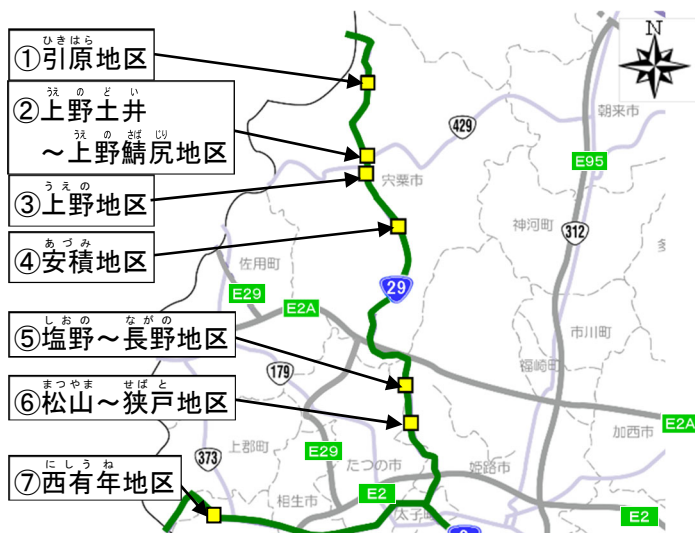 ひきはら
①引原地区
うえ の ど い
②上野土井
うえ の さば じり
～上野鯖尻地区
うえの
③上野地区
あづみ
④安積地区
しおの ながの
⑤塩野～長野地区
まつやま せばと
⑥松山～狭戸地区
にしうね
⑦西有年地区
N
朝来市
429
E95
宍粟市
神河町
312
佐用町
29
E29
E2A
市川町
福崎町
179
E2A
加西市
上郡町
E29
373
たつの市
姫路市
相生市
E2
太子町
E2